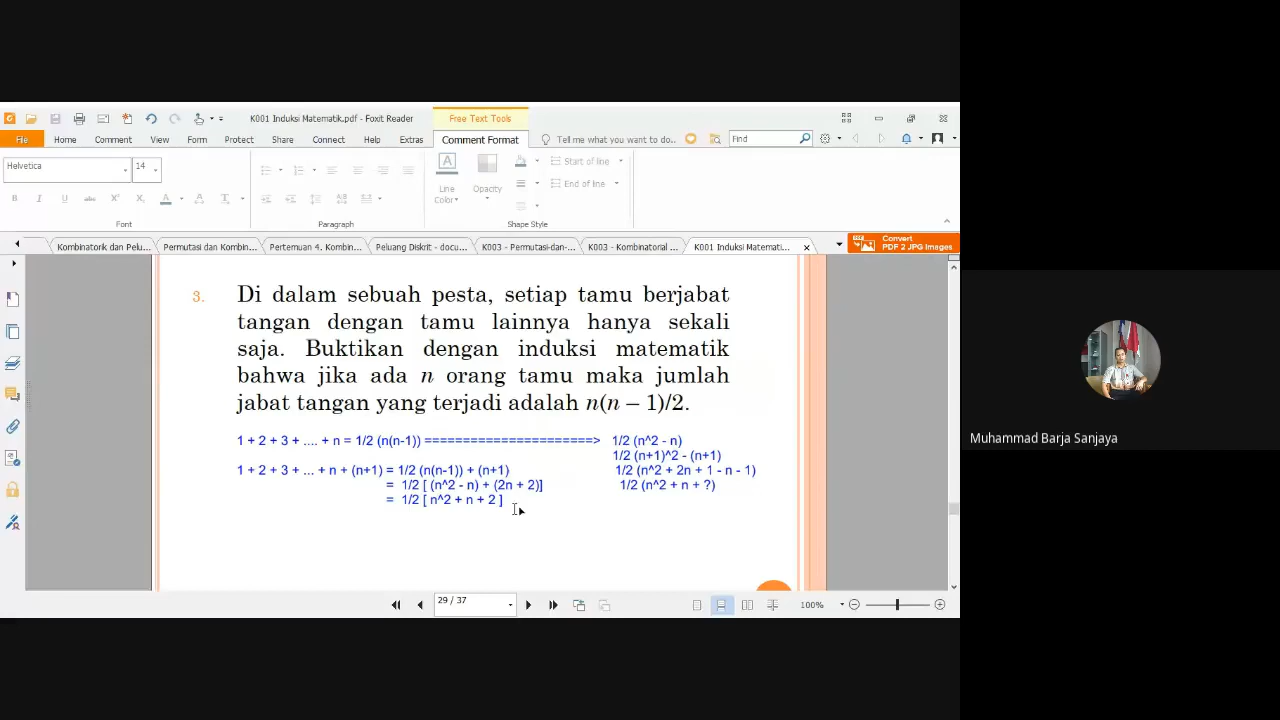 K001 Induksi Matematik.pdf - Foxit Reader
Free Text Tools
File Home Comment View Form Protect Share Connect Help Extras Comment Format Tell me what you want to do.. Find
Helvetica 14
Line Color
Opacity
Start of line
End of line
Font Paragraph Shape Style
Kombinatorik dan Pelu... Permutasi dan Kombin... Pertemuan 4. Kombin... Peluang Diskrit - docu... K003 - Permutasi-dan-... K003 - Kombinatorial ... K001 Induksi Matemati...
Convert
PDF 2 JPG Images
3. Di dalam sebuah pesta, setiap tamu berjabat
tangan dengan tamu lainnya hanya sekali
saja. Buktikan dengan induksi matematik
bahwa jika ada n orang tamu maka jumlah
jabat tangan yang terjadi adalah n(n – 1)/2.
1 + 2 + 3 + .... + n = 1/2 (n(n-1)) ======================> 1/2 (n^2 - n)
1/2 (n+1)^2 - (n+1)
1 + 2 + 3 + ... + n + (n+1) = 1/2 (n(n-1)) + (n+1) 1/2 (n^2 + 2n + 1 - n - 1)
= 1/2 [ (n^2 - n) + (2n + 2)] 1/2 (n^2 + n + ?)
= 1/2 [ n^2 + n + 2 ]
29 / 37
100%
Muhammad Barja Sanjaya